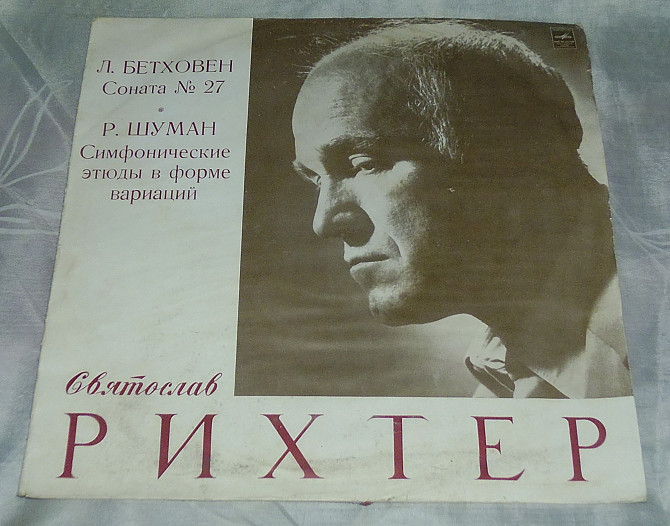 Л. БЕТХОВЕН
Соната № 27
Р. ШУМАН
Симфонические
этюды в форме
вариаций
Святослав
РИХТЕР